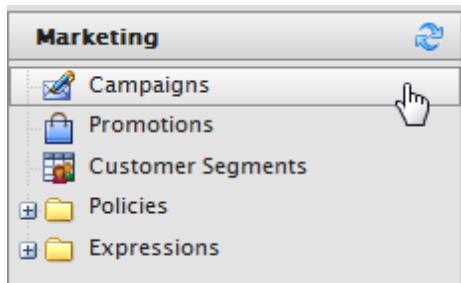 Marketing
Campaigns
Promotions
Customer Segments
Policies
Expressions